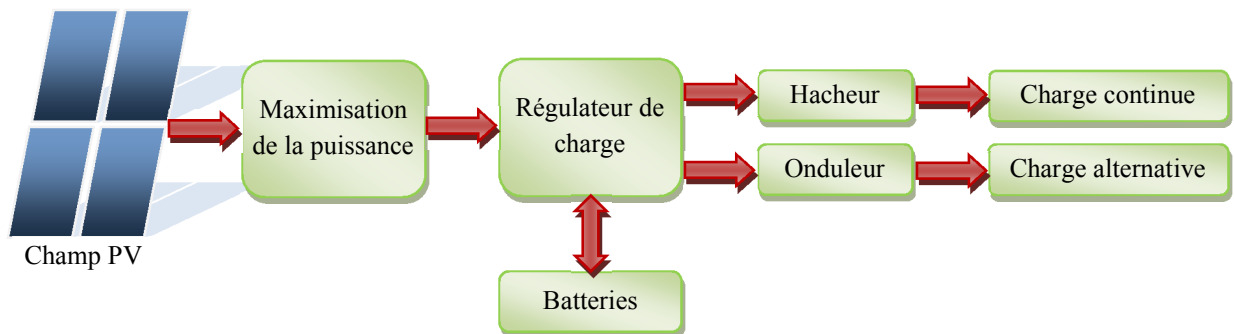 Champ PV
Maximisation
de la puissance
Régulateur de
charge
Batteries
Hacheur
Charge continue
Onduleur
Charge alternative